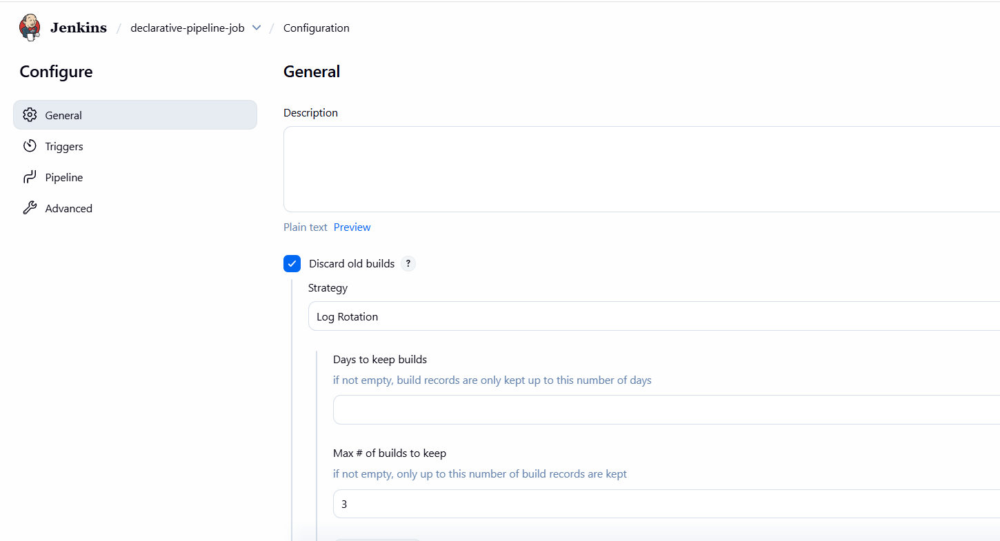 Jenkins / declarative-pipeline-job / Configuration
Configure
General
Triggers
Pipeline
Advanced
General
Description
Plain text Preview
Discard old builds ?
Strategy
Log Rotation
Days to keep builds
if not empty, build records are only kept up to this number of days
Max # of builds to keep
if not empty, only up to this number of build records are kept
3